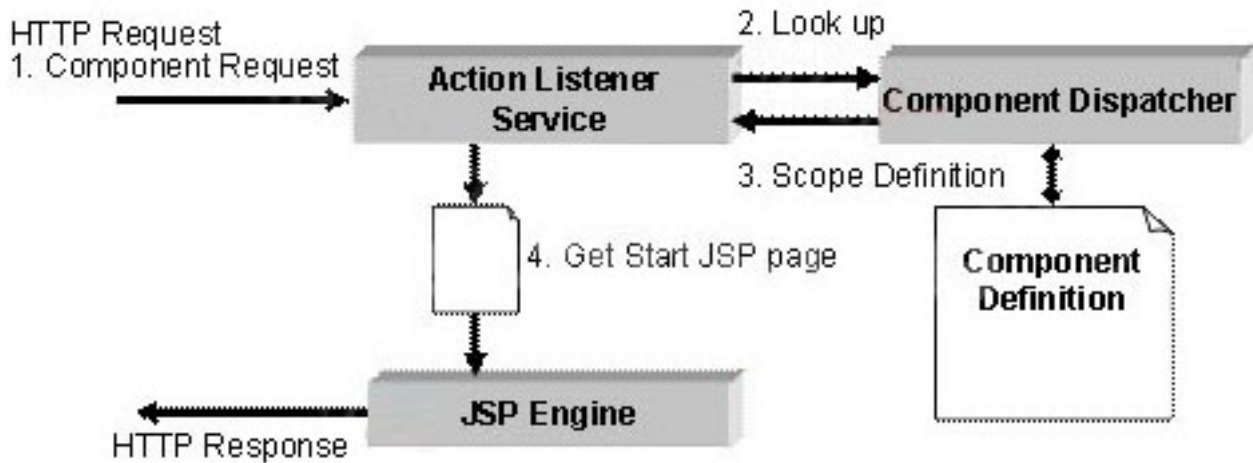 HTTP Request
1. Component Request
Action Listener
Service
2. Look up
Component Dispatcher
3. Scope Definition
4. Get Start JSP page
Component
Definition
JSP Engine
HTTP Response